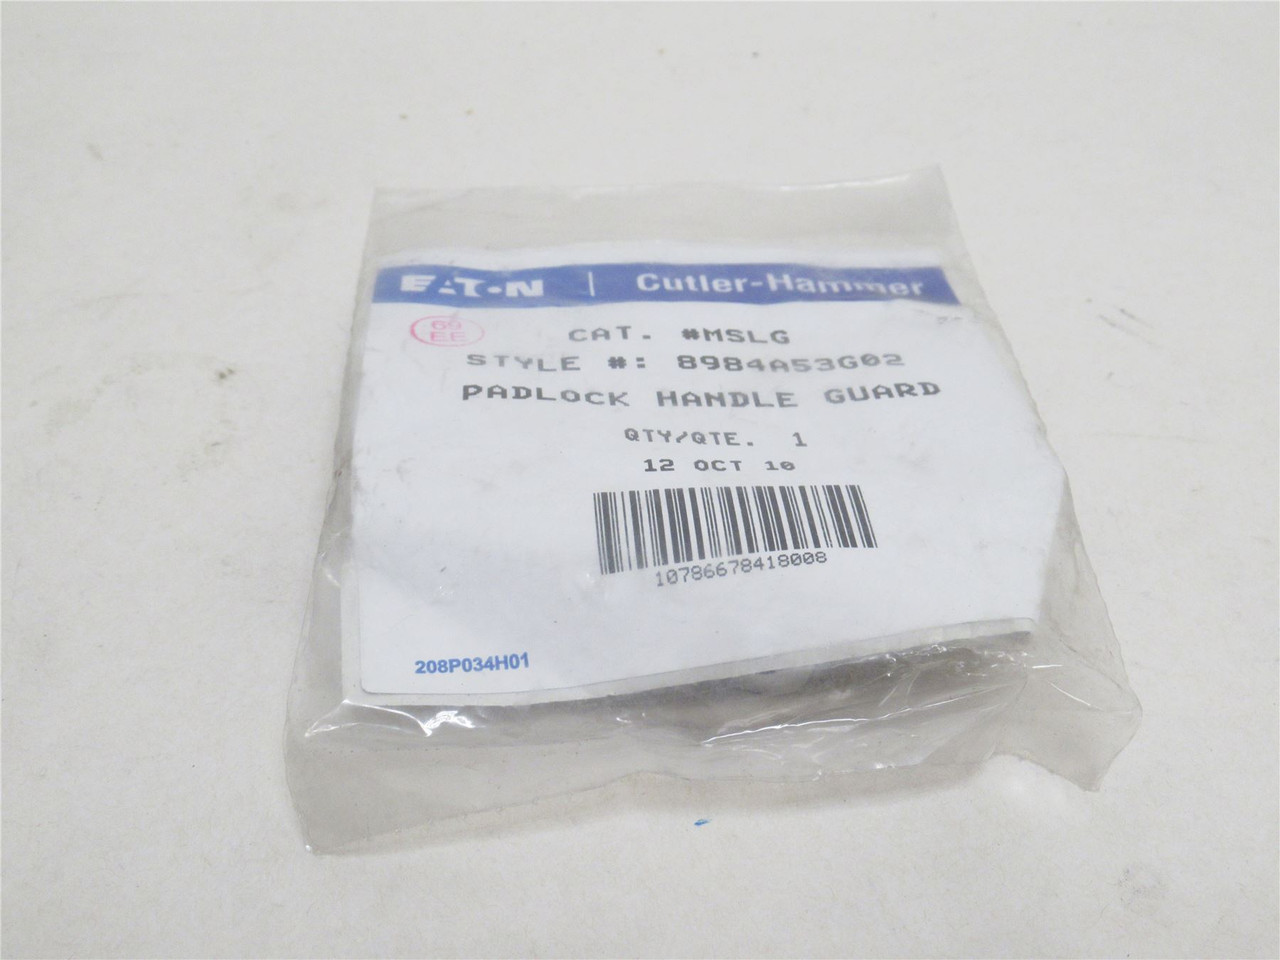 EATON | Cutler-Hammer
69
EE
CAT. #MSLG
STYLE #: 8984A53G02
PADLOCK HANDLE GUARD
QTY/QTE. 1
12 OCT 10
10786678418008
208P034H01